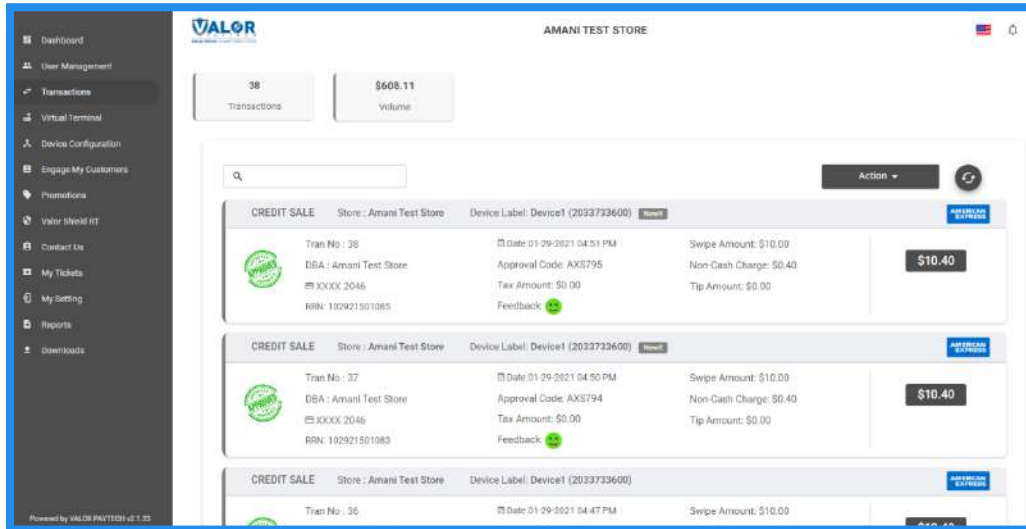 VALOR
AMANI TEST STORE
Dashboard
User Management
Transactions
Virtual Terminal
Device Configuration
Engage My Customers
Promotions
Valor Shield RT
Contact Us
My Tickets
My Setting
Reports
Downloads
Powered by VALOR PAYTECH v2.1.23
38
Transactions
$608.11
Volume
Action
CREDIT SALE Store : Amani Test Store Device Label: Device1 (2033733600) New!! AMERICAN EXPRESS
Tran No : 38 Date:01-29-2021 04:51 PM Swipe Amount: $10.00
DBA : Amani Test Store Approval Code: AXS795 Non-Cash Charge: $0.40 $10.40
XXXX 2046 Tax Amount: $0.00 Tip Amount: $0.00
RRN: 102921501085 Feedback:
CREDIT SALE Store : Amani Test Store Device Label: Device1 (2033733600) New!! AMERICAN EXPRESS
Tran No : 37 Date:01-29-2021 04:50 PM Swipe Amount: $10.00
DBA : Amani Test Store Approval Code: AXS794 Non-Cash Charge: $0.40 $10.40
XXXX 2046 Tax Amount: $0.00 Tip Amount: $0.00
RRN: 102921501083 Feedback:
CREDIT SALE Store : Amani Test Store Device Label: Device1 (2033733600) AMERICAN EXPRESS
Tran No : 36 Date:01-29-2021 04:47 PM Swipe Amount: $10.00